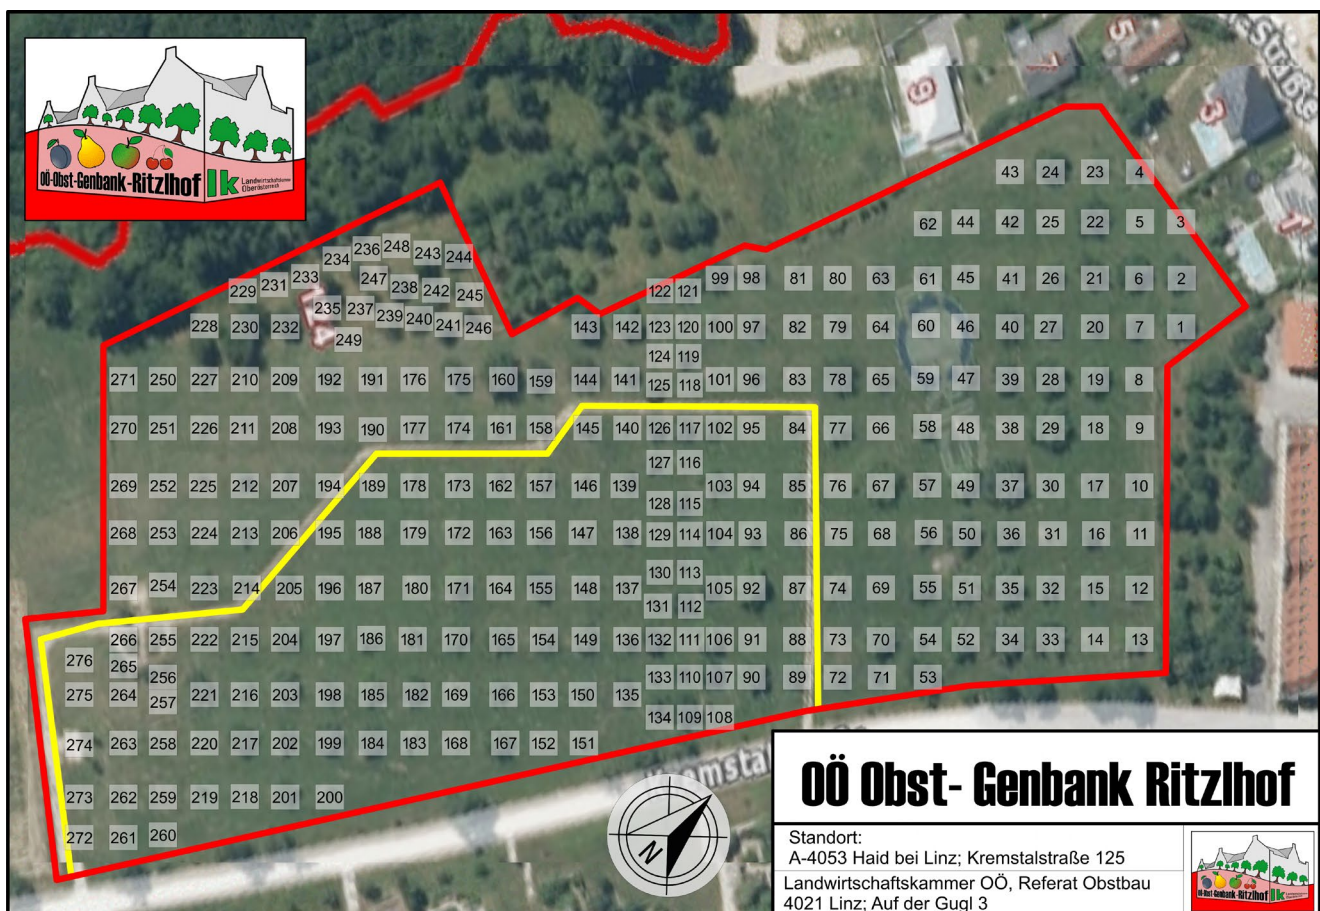 OÖ-Obst-Genbank-Ritzlhof lk Landwirtschaftskammer
Oberösterreich
9
5
3
1
43 24 23 4
62 44 42 25 22 5 3
236 248 243 244
234
233
229 231 247 238 242 245
122 121 99 98 81 80 63 61 45 41 26 21 6 2
235 237 239 240 241 246
228 230 232 249
143 142 123 120 100 97 82 79 64 60 46 40 27 20 7 1
124 119
271 250 227 210 209 192 191 176 175 160 159 144 141 125 118 101 96 83 78 65 59 47 39 28 19 8
270 251 226 211 208 193 190 177 174 161 158 145 140 126 117 102 95 84 77 66 58 48 38 29 18 9
127 116
269 252 225 212 207 194 189 178 173 162 157 146 139 103 94 85 76 67 57 49 37 30 17 10
128 115
268 253 224 213 206 195 188 179 172 163 156 147 138 129 114 104 93 86 75 68 56 50 36 31 16 11
130 113
267 254 223 214 205 196 187 180 171 164 155 148 137 105 92 87 74 69 55 51 35 32 15 12
131 112
266 255 222 215 204 197 186 181 170 165 154 149 136 132 111 106 91 88 73 70 54 52 34 33 14 13
276 265
256 133 110 107 90 89 72 71 53
275 264 257 221 216 203 198 185 182 169 166 153 150 135
134 109 108
274 263 258 220 217 202 199 184 183 168 167 152 151
273 262 259 219 218 201 200
272 261 260
N
OÖ Obst- Genbank Ritzlhof
Standort:
A-4053 Haid bei Linz; Kremstalstraße 125
Landwirtschaftskammer OÖ, Referat Obstbau
4021 Linz; Auf der Gugl 3
OÖ-Obst-Genbank-Ritzlhof lk